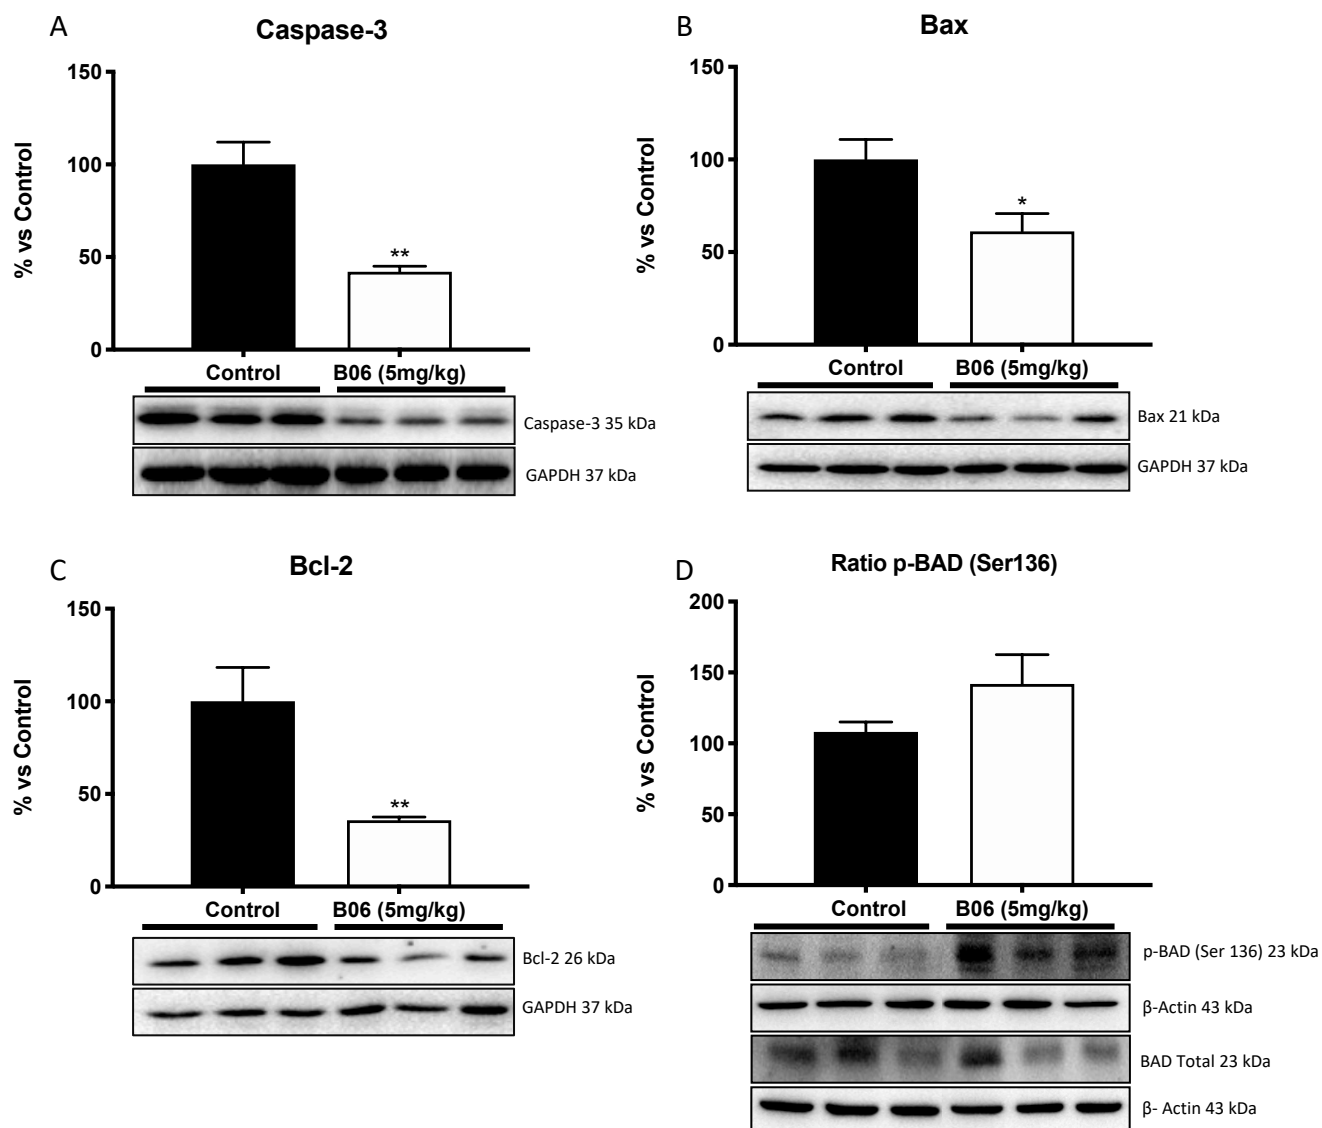 A
Caspase-3
% vs Control
150
100
50
0
**
Control
B06 (5mg/kg)
Caspase-3 35 kDa
GAPDH 37 kDa
B
Bax
% vs Control
150
100
50
0
*
Control
B06 (5mg/kg)
Bax 21 kDa
GAPDH 37 kDa
C
Bcl-2
% vs Control
150
100
50
0
**
Control
B06 (5mg/kg)
Bcl-2 26 kDa
GAPDH 37 kDa
D
Ratio p-BAD (Ser136)
% vs Control
200
150
100
50
0
Control
B06 (5mg/kg)
p-BAD (Ser 136) 23 kDa
β-Actin 43 kDa
BAD Total 23 kDa
β- Actin 43 kDa